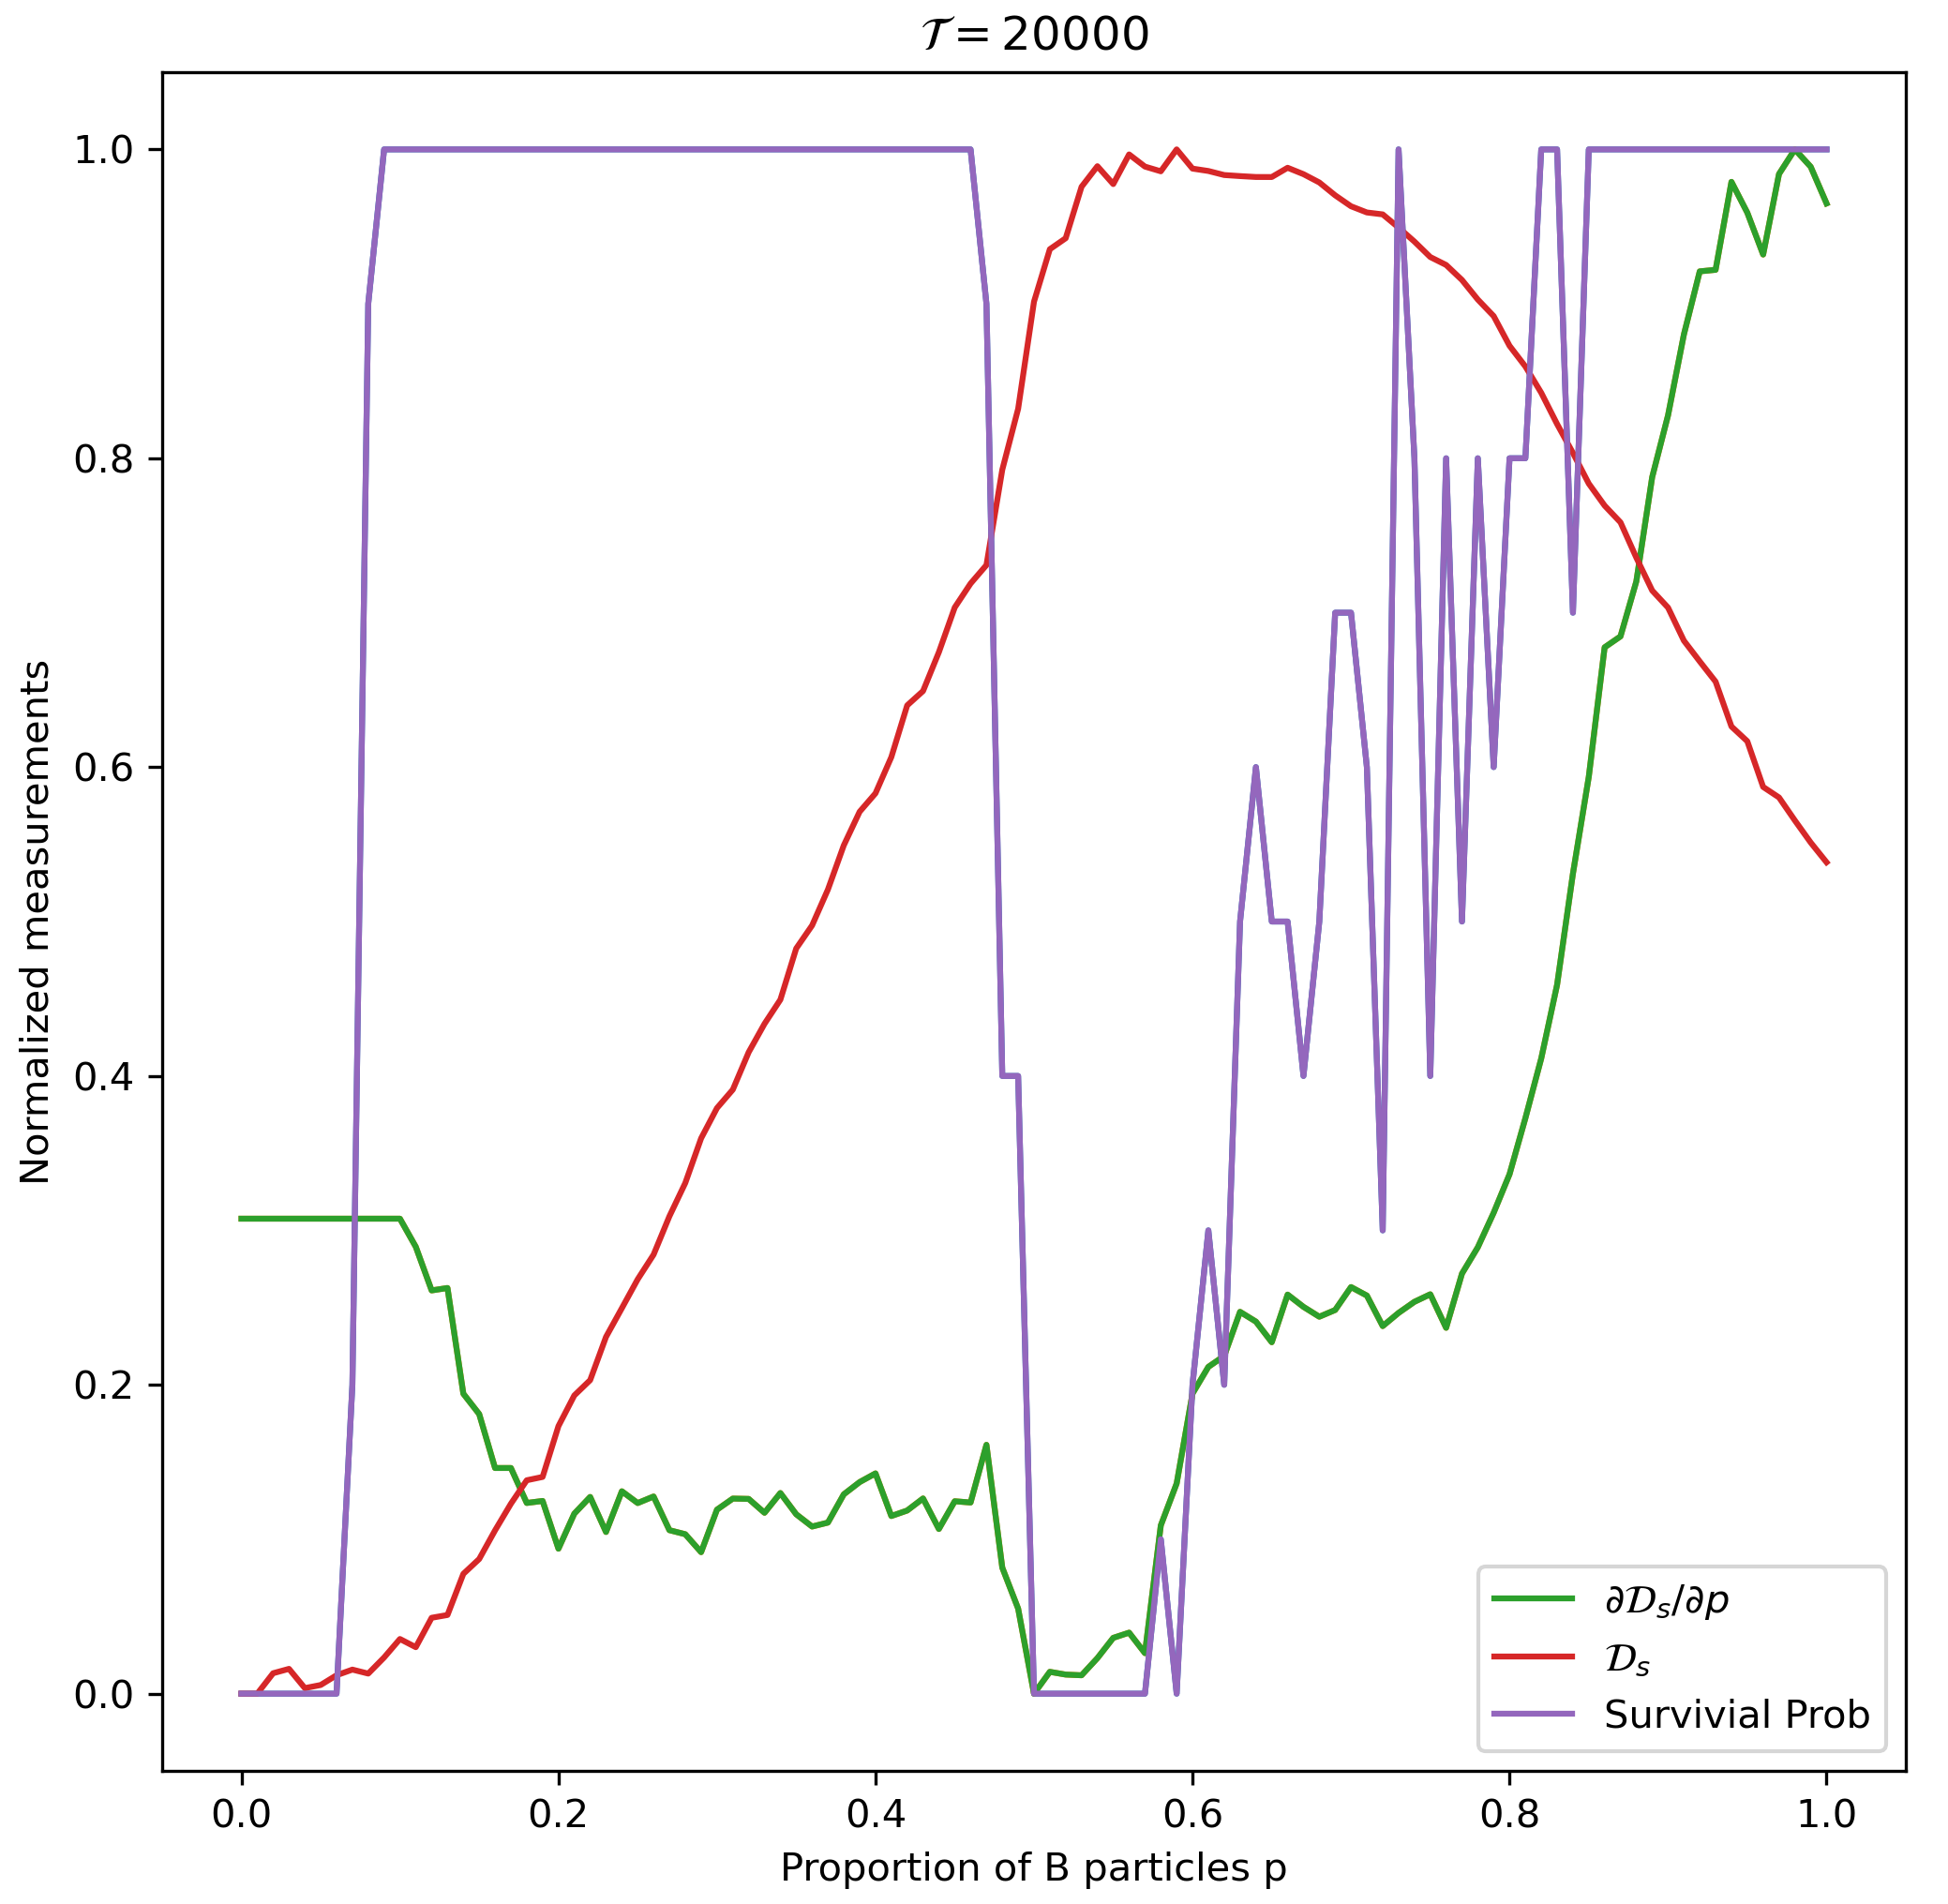 𝒯 = 20000
Normalized measurements
1.0
0.8
0.6
0.4
0.2
0.0
∂𝒟ₛ/∂p
𝒟ₛ
Survivial Prob
0.0 0.2 0.4 0.6 0.8 1.0
Proportion of B particles p